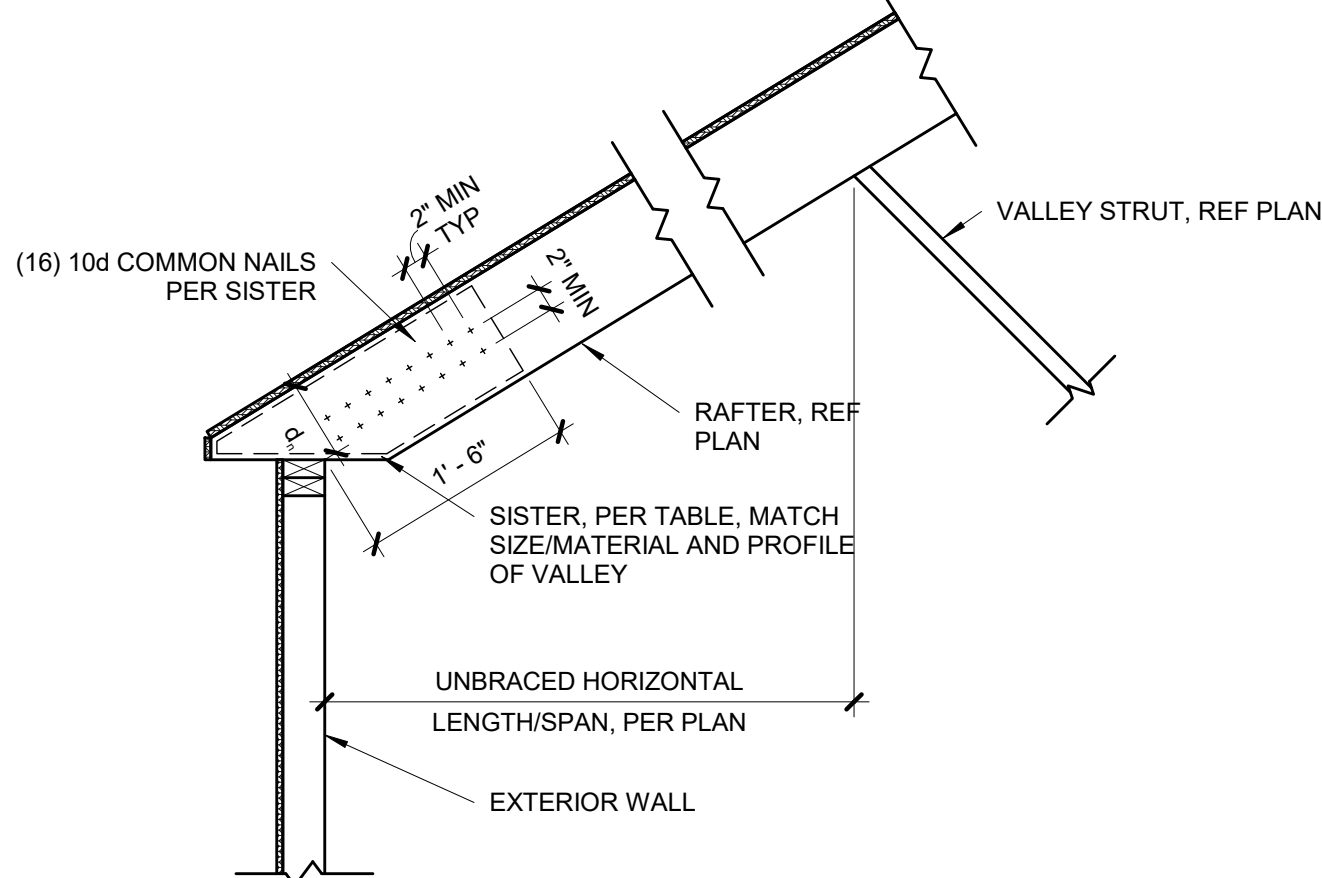 2" MIN
TYP
VALLEY STRUT, REF PLAN
(16) 10d COMMON NAILS
PER SISTER
2" MIN
RAFTER, REF
PLAN
dn
1' - 6"
SISTER, PER TABLE, MATCH
SIZE/MATERIAL AND PROFILE
OF VALLEY
UNBRACED HORIZONTAL
LENGTH/SPAN, PER PLAN
EXTERIOR WALL